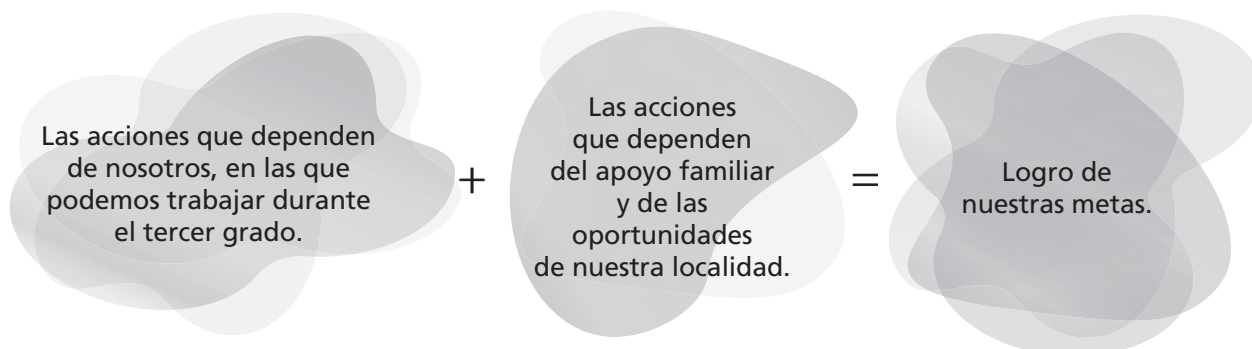 Las acciones que dependen
de nosotros, en las que
podemos trabajar durante
el tercer grado.
+
Las acciones
que dependen
del apoyo familiar
y de las
oportunidades
de nuestra localidad.
=
Logro de
nuestras metas.